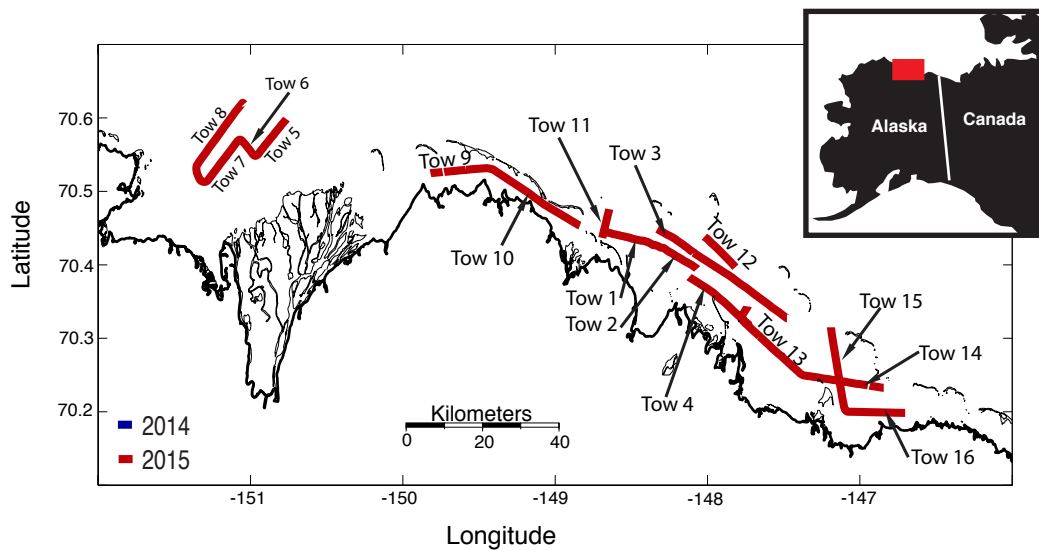 Latitude
70.6
70.5
70.4
70.3
70.2
Tow 8
Tow 6
Tow 7
Tow 5
Tow 9
Tow 11
Tow 3
Tow 10
Tow 12
Tow 1
Tow 2
Tow 4
Tow 13
Tow 15
Tow 14
Tow 16
Alaska
Canada
2014
2015
Kilometers
0 20 40
-151 -150 -149 -148 -147
Longitude